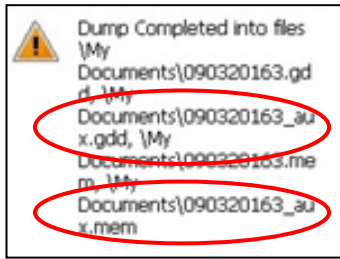 Dump Completed into files
\My
Documents\090320163.gd
d, \My
Documents\090320163_au
x.gdd, \My
Documents\090320163.me
m, \My
Documents\090320163_au
x.mem